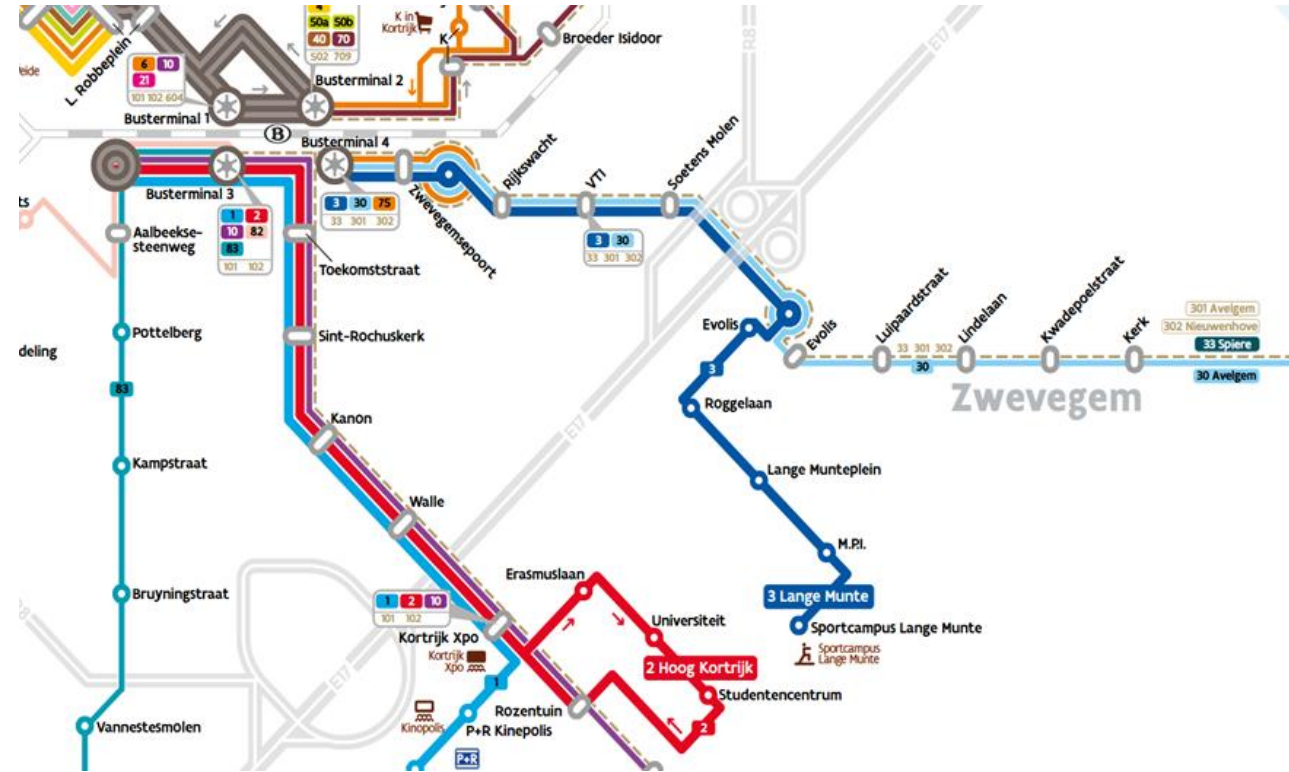 L. Robbeplein
6 10
21
101 102 604
Busterminal 1
50a 50b
40 70
502 709
Busterminal 2
K in
Kortrijk
K
Broeder Isidoor
R8
E17
B
Busterminal 4
Busterminal 3
3 30 75
33 301 302
Zwevegemsepoort
Rijkswacht
VTI
3 30
33 301 302
Soetens Molen
1 2
10 82
83
101 102
Aalbeekse-
steenweg
Toekomststraat
Pottelberg
Sint-Rochuskerk
deling
83
Kanon
Kampstraat
Walle
Bruyningstraat
Evolis
Evolis
Luipaardstraat
33 301 302
30
Lindelaan
Kwadepoelstraat
Kerk
301 Avelgem
302 Nieuwenhove
33 Spiere
30 Avelgem
Zwevegem
3
Roggelaan
E17
Lange Munteplein
M.P.I.
3 Lange Munte
Sportcampus Lange Munte
Sportcampus
Lange Munte
1 2 10
101 102
Kortrijk Xpo
Kortrijk
Xpo
Erasmuslaan
Universiteit
2 Hoog Kortrijk
Studentencentrum
2
Rozentuin
1
P+R Kinepolis
Kinopolis
P+R
R8
E17
Vannestesmolen